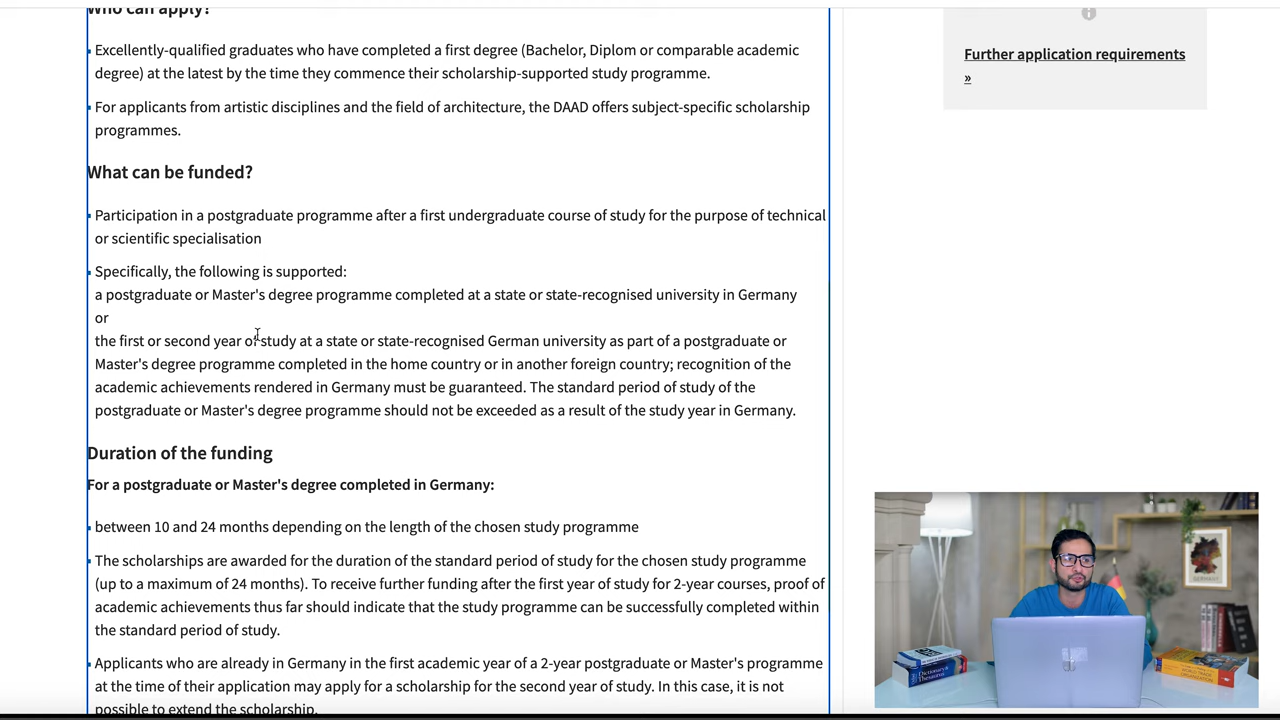 Who can apply?
Excellently-qualified graduates who have completed a first degree (Bachelor, Diplom or comparable academic
degree) at the latest by the time they commence their scholarship-supported study programme.
For applicants from artistic disciplines and the field of architecture, the DAAD offers subject-specific scholarship
programmes.
What can be funded?
Participation in a postgraduate programme after a first undergraduate course of study for the purpose of technical
or scientific specialisation
Specifically, the following is supported:
a postgraduate or Master's degree programme completed at a state or state-recognised university in Germany
or
the first or second year of study at a state or state-recognised German university as part of a postgraduate or
Master's degree programme completed in the home country or in another foreign country; recognition of the
academic achievements rendered in Germany must be guaranteed. The standard period of study of the
postgraduate or Master's degree programme should not be exceeded as a result of the study year in Germany.
Duration of the funding
For a postgraduate or Master's degree completed in Germany:
between 10 and 24 months depending on the length of the chosen study programme
The scholarships are awarded for the duration of the standard period of study for the chosen study programme
(up to a maximum of 24 months). To receive further funding after the first year of study for 2-year courses, proof of
academic achievements thus far should indicate that the study programme can be successfully completed within
the standard period of study.
Applicants who are already in Germany in the first academic year of a 2-year postgraduate or Master's programme
at the time of their application may apply for a scholarship for the second year of study. In this case, it is not
possible to extend the scholarship.
Further application requirements
»
GERMANY
Dictionary
Thesaurus